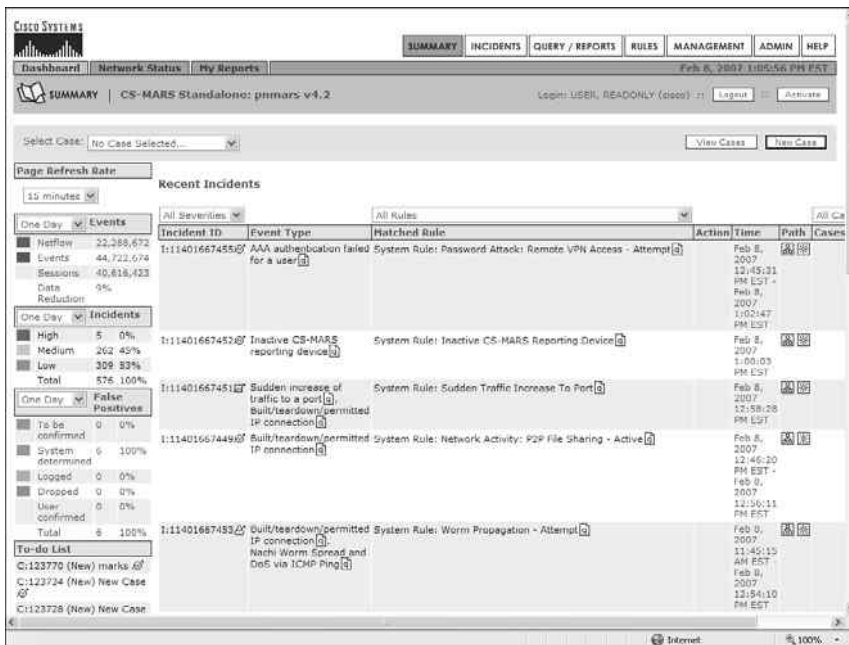 CISCO SYSTEMS
SUMMARY INCIDENTS QUERY / REPORTS RULES MANAGEMENT ADMIN HELP
Dashboard Network Status My Reports Feb 8, 2007 1:05:56 PM EST
SUMMARY | CS-MARS Standalone: pnmars v4.2 Login: USER, READONLY (cisco) :: Logout :: Activate
Select Case: No Case Selected... View Cases New Case
Page Refresh Rate
15 minutes
Recent Incidents
All Severities All Rules All Ca
Incident ID Event Type Matched Rule Action Time Path Cases
One Day Events
Netflow 22,288,672
Events 44,722,674
Sessions 40,616,423
Data Reduction 9%
One Day Incidents
High 5 0%
Medium 262 45%
Low 309 53%
Total 576 100%
One Day False Positives
To be confirmed 0 0%
System determined 6 100%
Logged 0 0%
Dropped 0 0%
User confirmed 0 0%
Total 6 100%
To-do List
C:123770 (New) marks
C:123724 (New) New Case
C:123728 (New) New Case
I:11401667455 AAA authentication failed for a user q System Rule: Password Attack: Remote VPN Access - Attempt q
Feb 8, 2007 12:45:31 PM EST - Feb 8, 2007 1:02:47 PM EST
I:11401667452 Inactive CS-MARS reporting device q System Rule: Inactive CS-MARS Reporting Device q
Feb 8, 2007 1:00:03 PM EST
I:11401667451 Sudden increase of traffic to a port q, Built/teardown/permitted IP connection q System Rule: Sudden Traffic Increase To Port q
Feb 8, 2007 12:58:28 PM EST
I:11401667449 Built/teardown/permitted IP connection q System Rule: Network Activity: P2P File Sharing - Active q
Feb 8, 2007 12:46:20 PM EST - Feb 8, 2007 12:56:11 PM EST
I:11401667453 Built/teardown/permitted IP connection q, Nachi Worm Spread and DoS via ICMP Ping q System Rule: Worm Propagation - Attempt q
Feb 8, 2007 11:45:15 AM EST - Feb 8, 2007 12:54:10 PM EST
Internet 100%